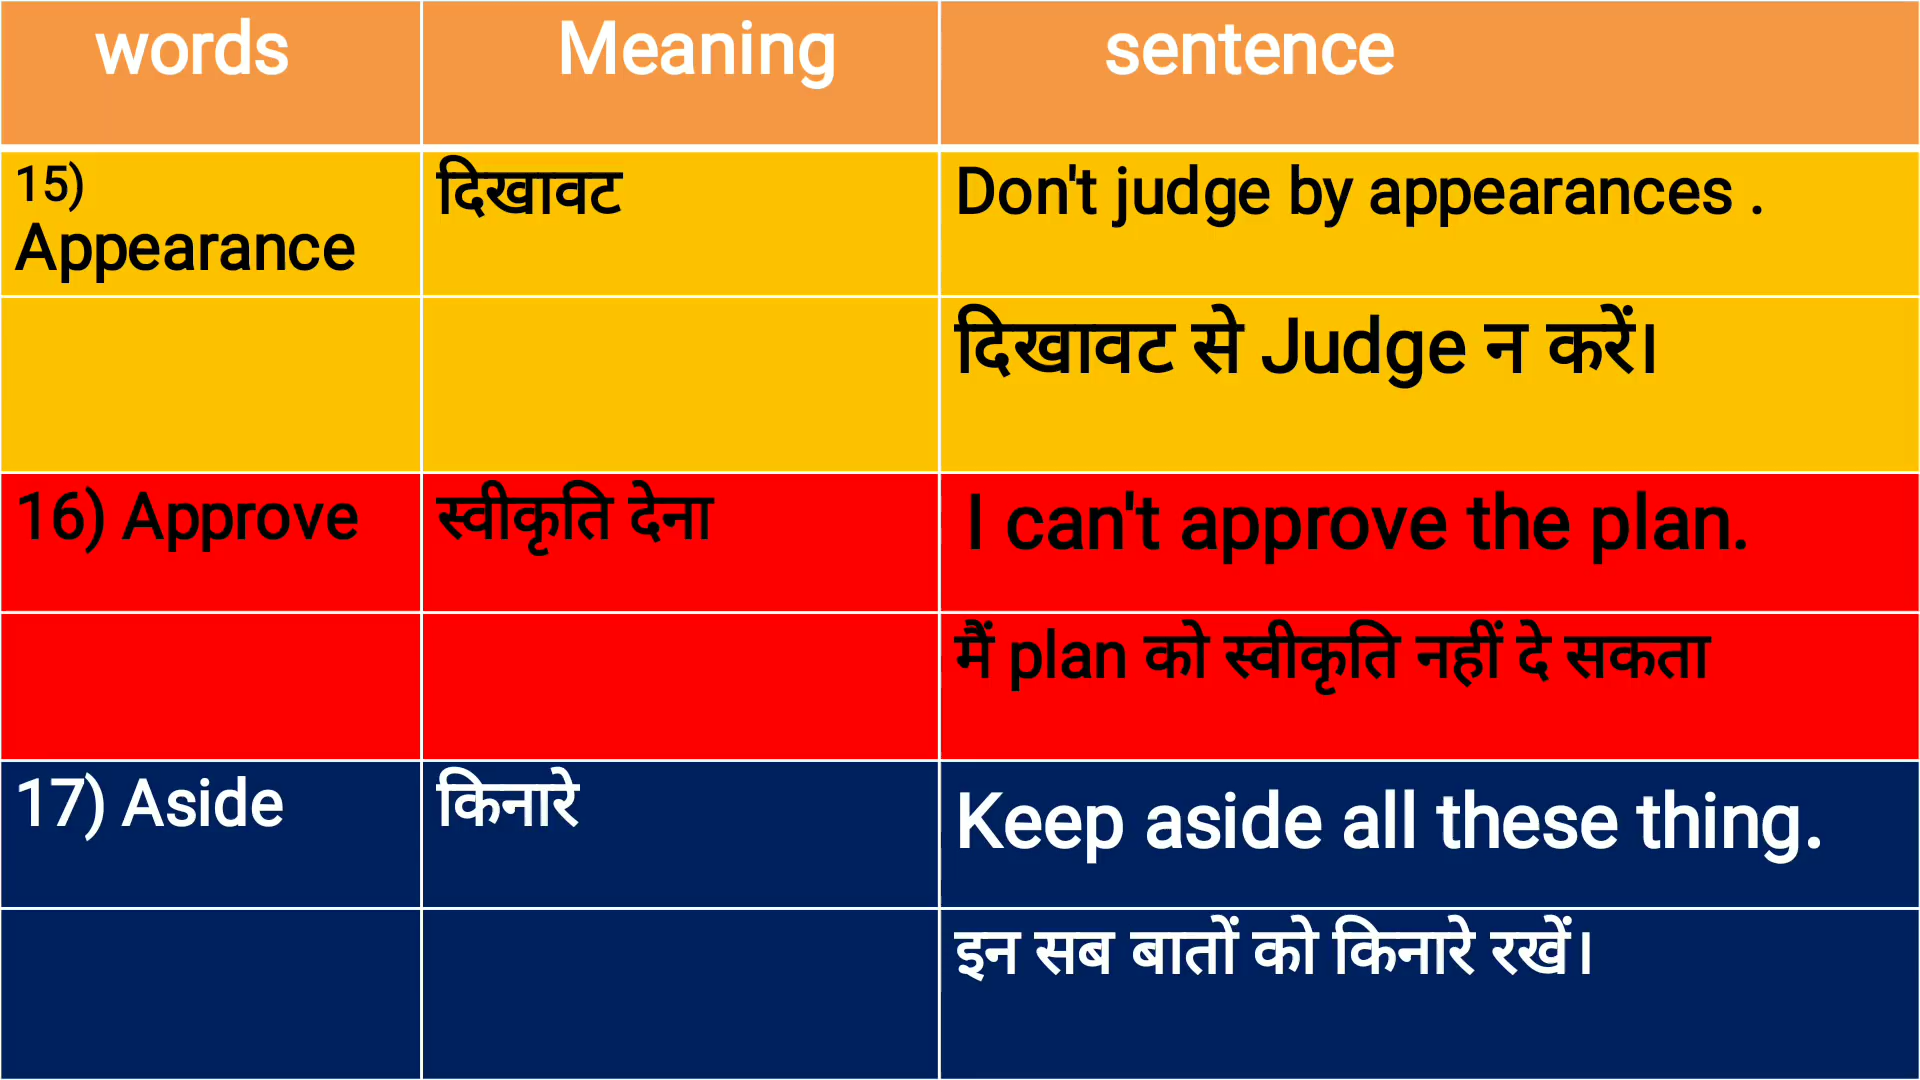 words Meaning sentence
15) दिखावट Don't judge by appearances .
Appearance
दिखावट से Judge न करें।
16) Approve स्वीकृति देना I can't approve the plan.
मैं plan को स्वीकृति नहीं दे सकता
17) Aside किनारे Keep aside all these thing.
इन सब बातों को किनारे रखें।